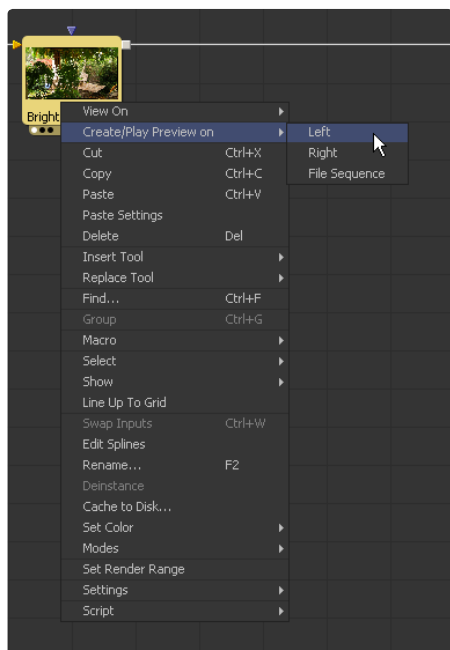 Bright
View On
Create/Play Preview on
Left
Cut Ctrl+X
Right
Copy Ctrl+C
File Sequence
Paste Ctrl+V
Paste Settings
Delete Del
Insert Tool
Replace Tool
Find... Ctrl+F
Group Ctrl+G
Macro
Select
Show
Line Up To Grid
Swap Inputs Ctrl+W
Edit Splines
Rename... F2
Deinstance
Cache to Disk...
Set Color
Modes
Set Render Range
Settings
Script